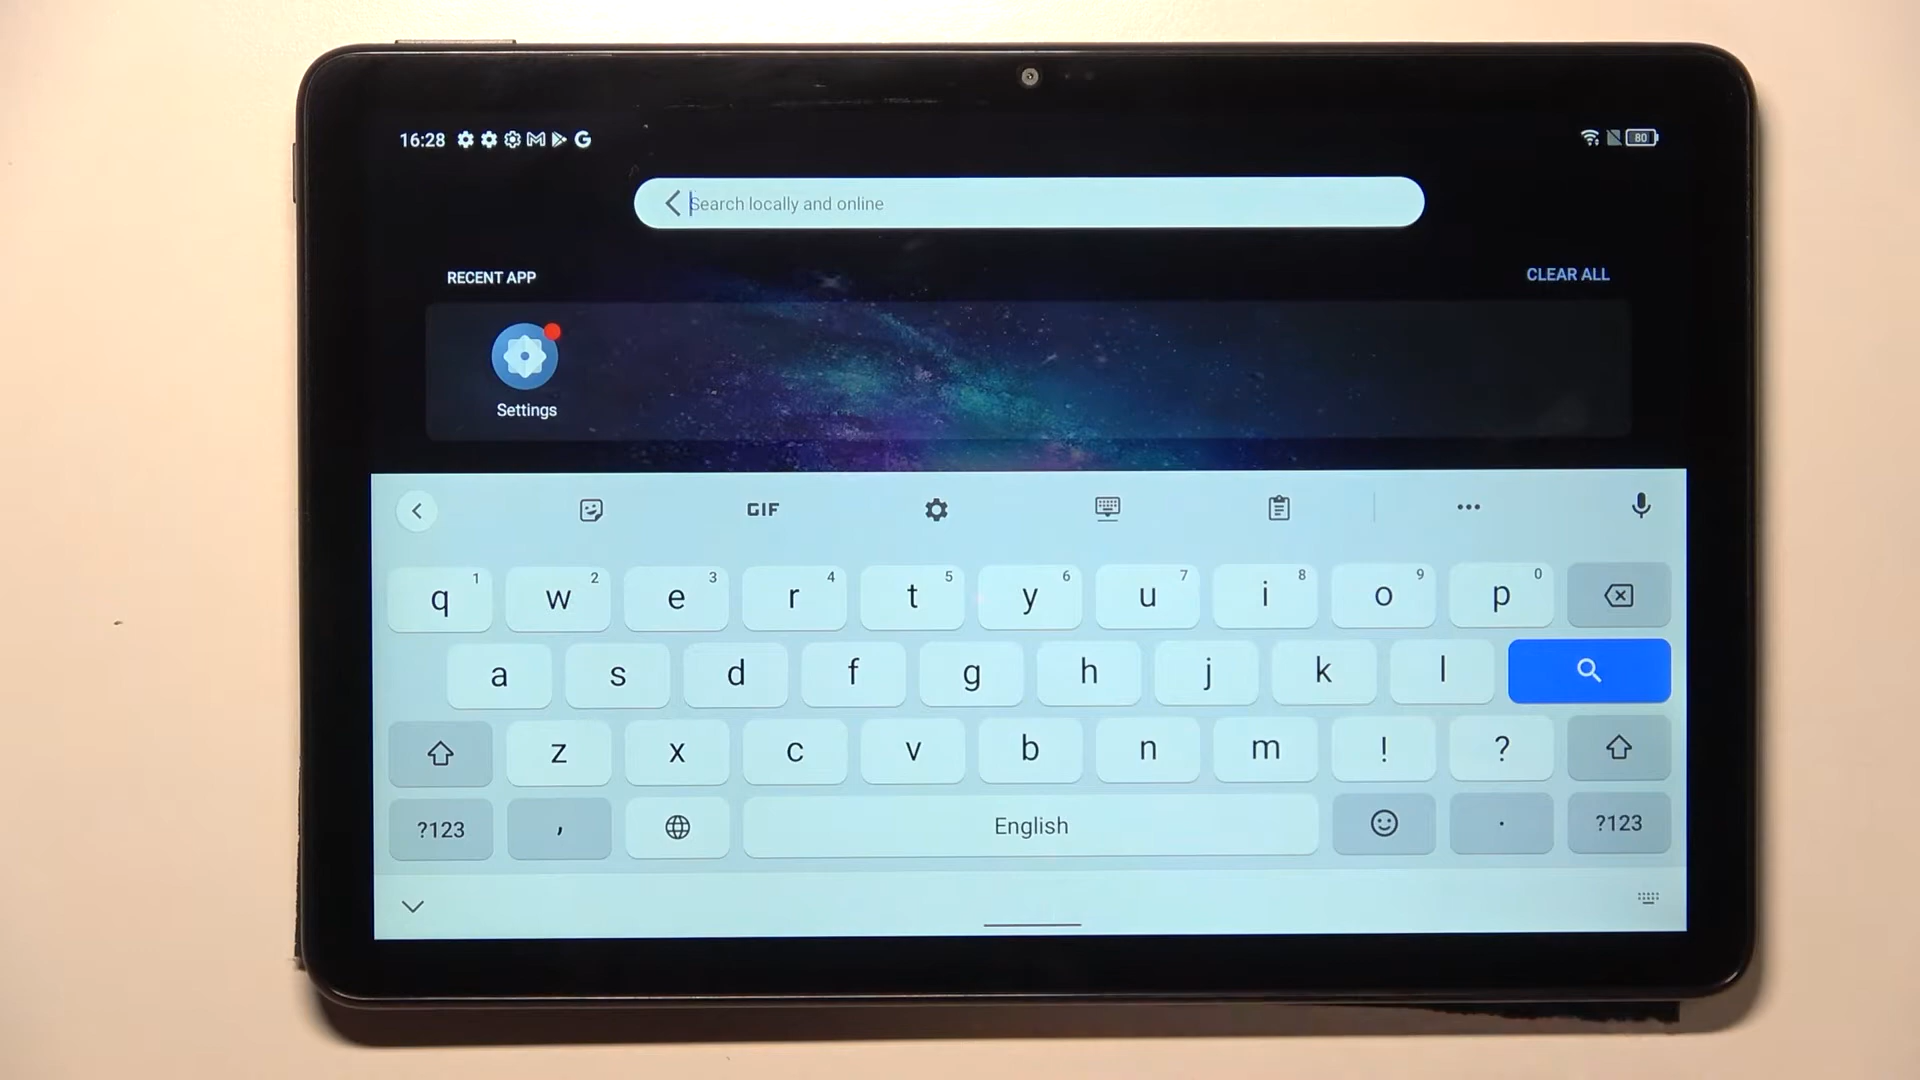 16:28
80
Search locally and online
RECENT APP
CLEAR ALL
Settings
GIF
q 1 w 2 e 3 r 4 t 5 y 6 u 7 i 8 o 9 p 0
a s d f g h j k l
z x c v b n m ! ?
?123 , English . ?123